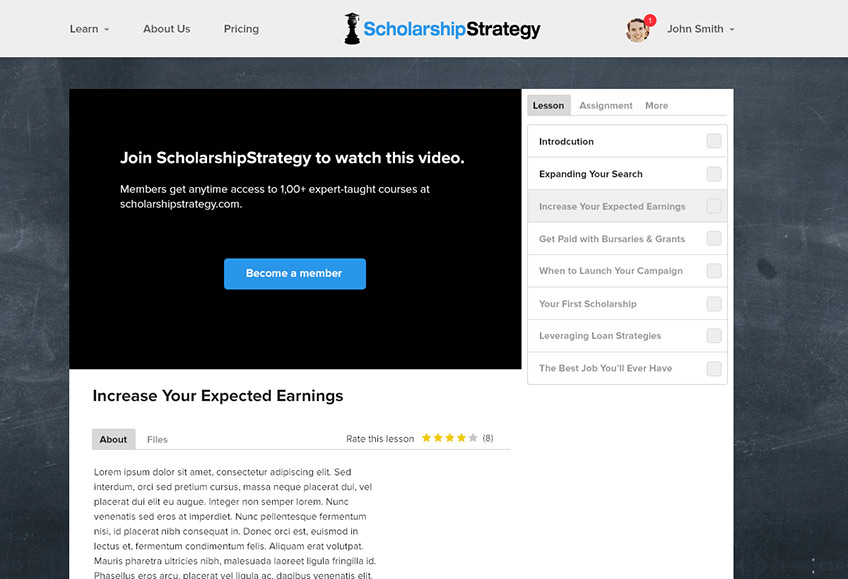 Learn
About Us
Pricing
ScholarshipStrategy
1
John Smith
Join ScholarshipStrategy to watch this video.
Members get anytime access to 1,00+ expert-taught courses at
scholarshipstrategy.com.
Become a member
Lesson
Assignment
More
Introdcution
Expanding Your Search
Increase Your Expected Earnings
Get Paid with Bursaries & Grants
When to Launch Your Campaign
Your First Scholarship
Leveraging Loan Strategies
The Best Job You'll Ever Have
Increase Your Expected Earnings
About
Files
Rate this lesson
(8)
Lorem ipsum dolor sit amet, consectetur adipiscing elit. Sed
interdum, orci sed pretium cursus, massa neque placerat dui, vel
placerat dui elit eu augue. Integer non semper lorem. Nunc
venenatis sed eros at imperdiet. Nunc pellentesque fermentum
nisi, id placerat nibh consequat in. Donec orci est, euismod in
lectus et, fermentum condimentum felis. Aliquam erat volutpat.
Mauris pharetra ultricies nibh, malesuada laoreet ligula fringilla id.
Phasellus eros arcu, placerat vel ligula ac, dapibus venenatis elit.